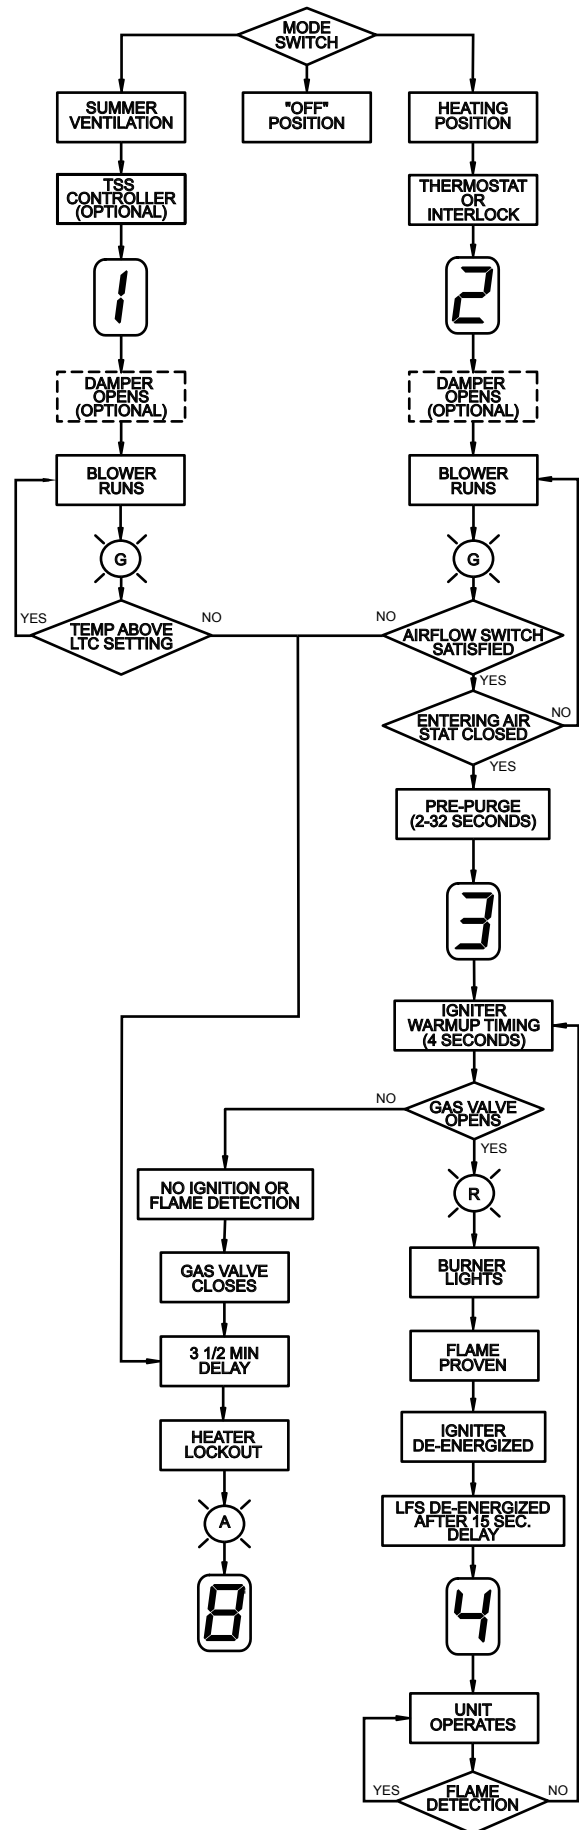 MODE
SWITCH
SUMMER
VENTILATION
"OFF"
POSITION
HEATING
POSITION
TSS
CONTROLLER
(OPTIONAL)
THERMOSTAT
OR
INTERLOCK
1
2
DAMPER
OPENS
(OPTIONAL)
DAMPER
OPENS
(OPTIONAL)
BLOWER
RUNS
BLOWER
RUNS
G
G
YES
TEMP ABOVE
LTC SETTING
NO
NO
AIRFLOW SWITCH
SATISFIED
YES
ENTERING AIR
STAT CLOSED
NO
YES
PRE-PURGE
(2-32 SECONDS)
3
IGNITER
WARMUP TIMING
(4 SECONDS)
NO
GAS VALVE
OPENS
YES
NO IGNITION OR
FLAME DETECTION
R
GAS VALVE
CLOSES
BURNER
LIGHTS
3 1/2 MIN
DELAY
FLAME
PROVEN
HEATER
LOCKOUT
IGNITER
DE-ENERGIZED
A
LFS DE-ENERGIZED
AFTER 15 SEC.
DELAY
8
4
UNIT
OPERATES
YES
FLAME
DETECTION
NO